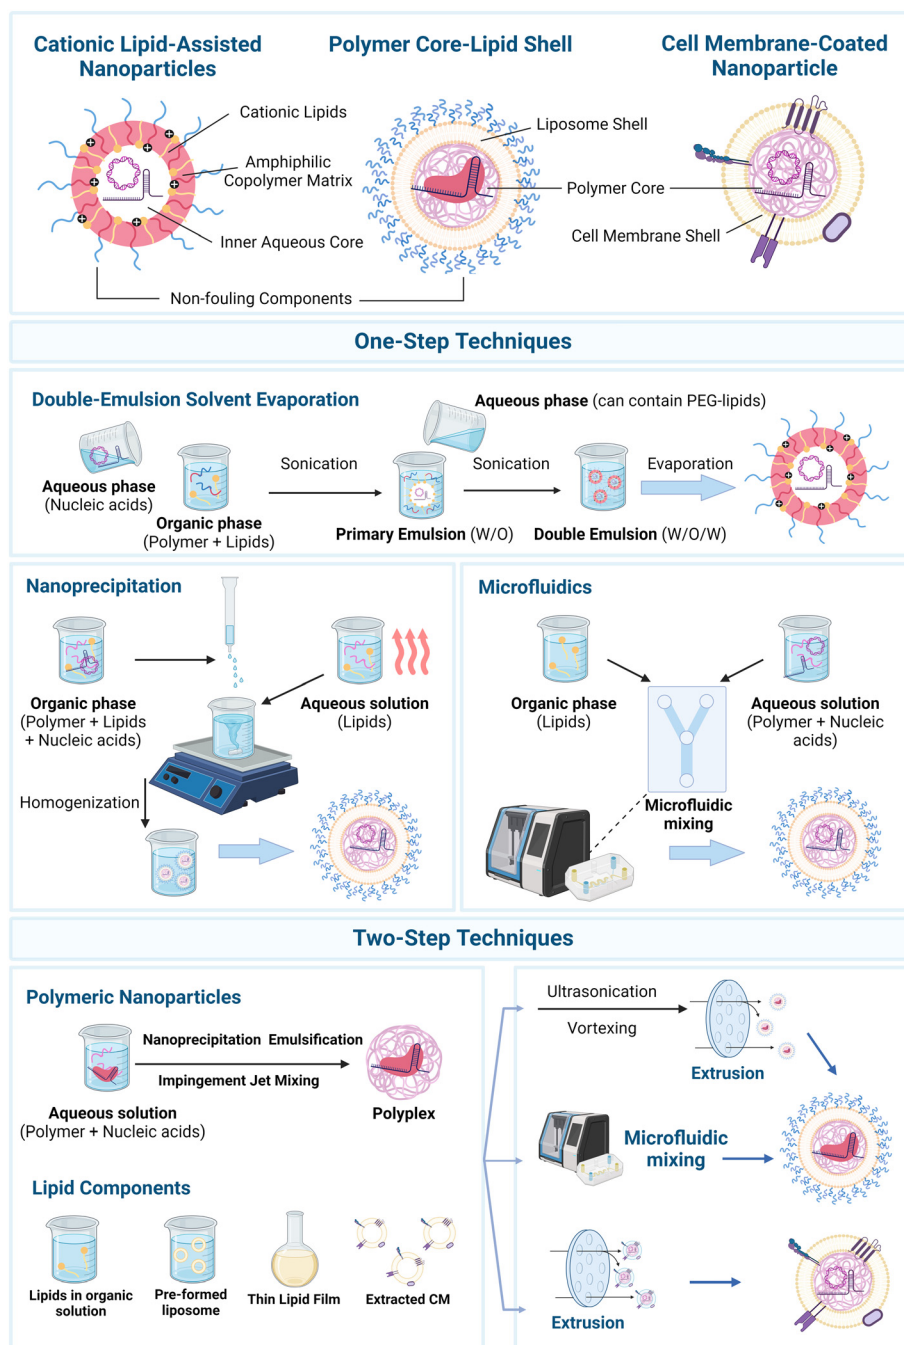 Cationic Lipid-Assisted
Nanoparticles
Polymer Core-Lipid Shell
Cell Membrane-Coated
Nanoparticle
Cationic Lipids
Amphiphilic
Copolymer Matrix
Inner Aqueous Core
Liposome Shell
Polymer Core
Cell Membrane Shell
Non-fouling Components
One-Step Techniques
Double-Emulsion Solvent Evaporation
Aqueous phase (can contain PEG-lipids)
Aqueous phase
(Nucleic acids)
Organic phase
(Polymer + Lipids)
Sonication
Primary Emulsion (W/O)
Sonication
Double Emulsion (W/O/W)
Evaporation
Nanoprecipitation
Organic phase
(Polymer + Lipids
+ Nucleic acids)
Aqueous solution
(Lipids)
Homogenization
Microfluidics
Organic phase
(Lipids)
Aqueous solution
(Polymer + Nucleic
acids)
Microfluidic
mixing
Two-Step Techniques
Polymeric Nanoparticles
Nanoprecipitation Emulsification
Impingement Jet Mixing
Aqueous solution
(Polymer + Nucleic acids)
Polyplex
Lipid Components
Lipids in organic
solution
Pre-formed
liposome
Thin Lipid Film
Extracted CM
Ultrasonication
Vortexing
Extrusion
Microfluidic
mixing
Extrusion